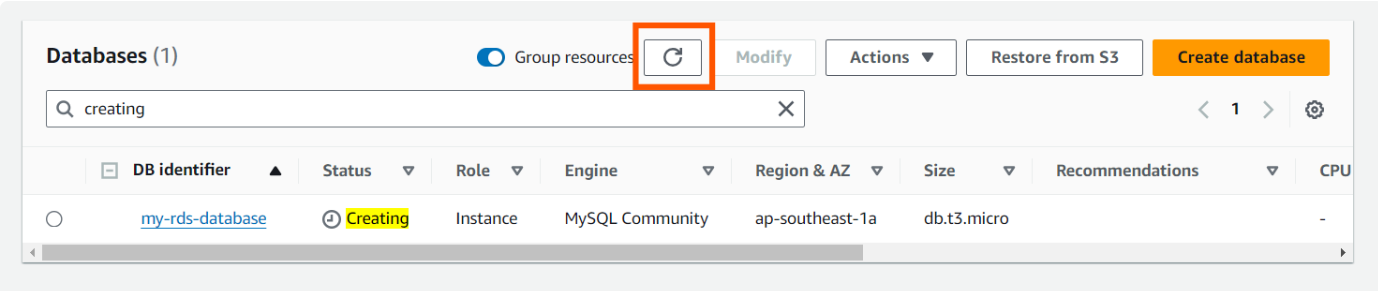 Databases (1) Group resources Modify Actions Restore from S3 Create database
creating 1
DB identifier Status Role Engine Region & AZ Size Recommendations CPU
my-rds-database Creating Instance MySQL Community ap-southeast-1a db.t3.micro -